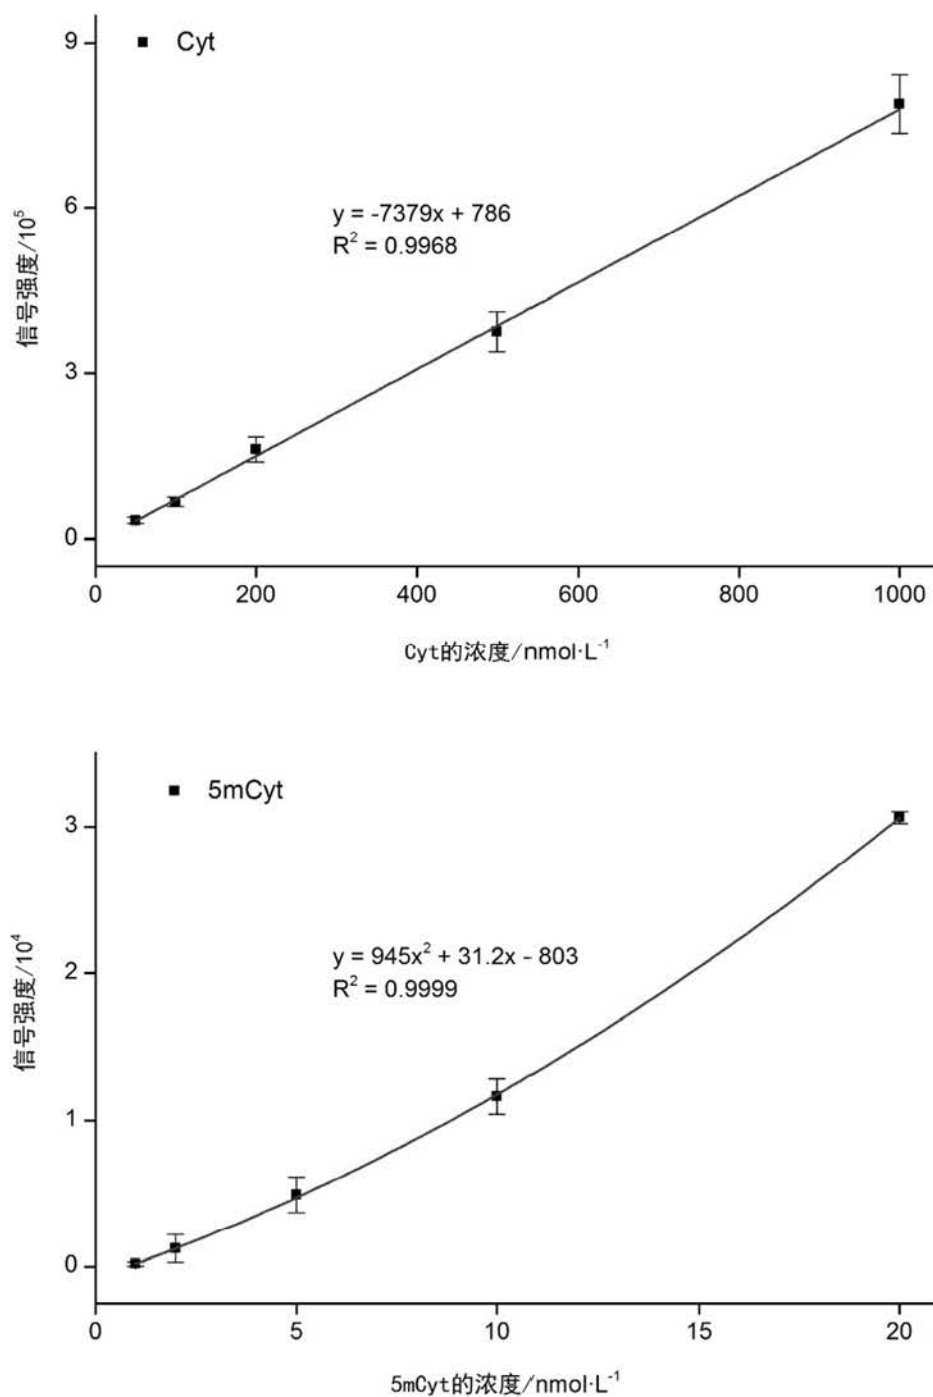 Cyt
9
6
3
0
信号强度/10⁵
y = -7379x + 786
R² = 0.9968
0 200 400 600 800 1000
Cyt的浓度/nmol·L⁻¹
5mCyt
3
2
1
0
信号强度/10⁴
y = 945x² + 31.2x - 803
R² = 0.9999
0 5 10 15 20
5mCyt的浓度/nmol·L⁻¹